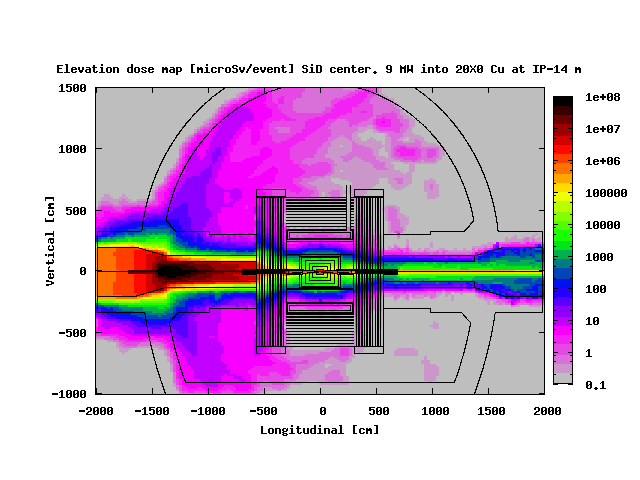 Elevation dose map [microSv/event] SiD center. 9 MW into 20X0 Cu at IP-14 m
1500
1000
500
0
-500
-1000
Vertical [cm]
-2000 -1500 -1000 -500 0 500 1000 1500 2000
Longitudinal [cm]
1e+08
1e+07
1e+06
100000
10000
1000
100
10
1
0.1